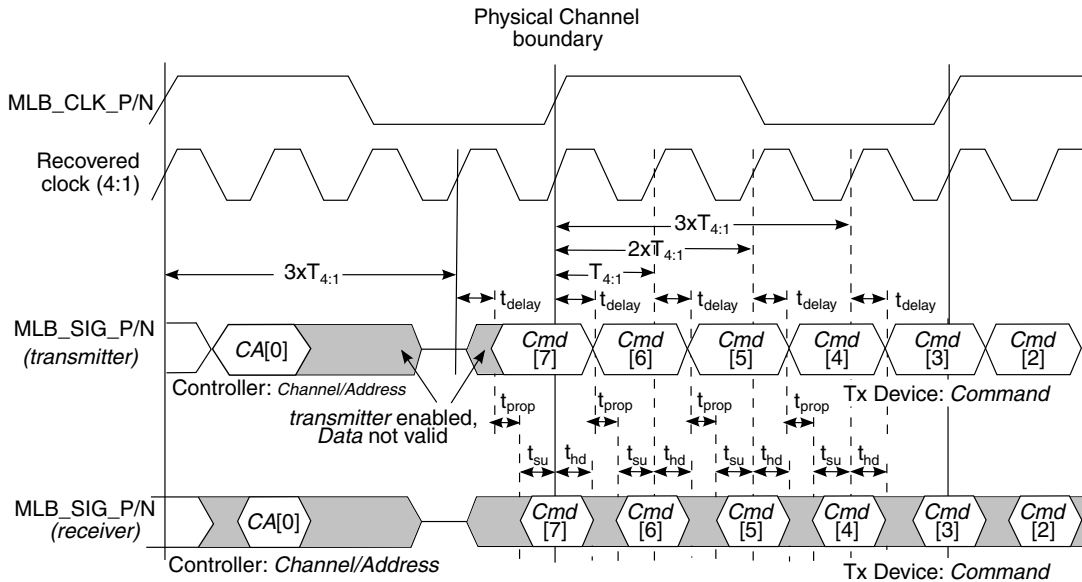 Physical Channel
boundary
MLB_CLK_P/N
Recovered
clock (4:1)
3xT4:1
2xT4:1
3xT4:1
T4:1
tdelay
tdelay
tdelay
tdelay
tdelay
MLB_SIG_P/N
(transmitter)
CA[0]
Cmd
[7]
Cmd
[6]
Cmd
[5]
Cmd
[4]
Cmd
[3]
Cmd
[2]
Controller: Channel/Address
Tx Device: Command
transmitter enabled,
Data not valid
tprop
tprop
tprop
tprop
tsu
thd
tsu
thd
tsu
thd
tsu
thd
MLB_SIG_P/N
(receiver)
CA[0]
Cmd
[7]
Cmd
[6]
Cmd
[5]
Cmd
[4]
Cmd
[3]
Cmd
[2]
Controller: Channel/Address
Tx Device: Command